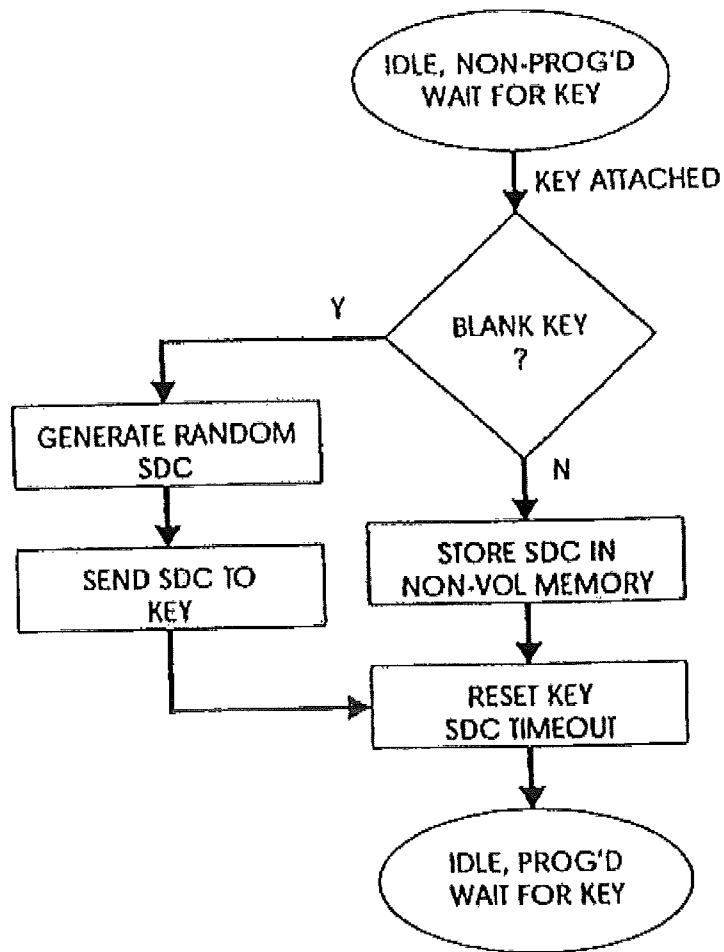 IDLE, NON-PROG'D
WAIT FOR KEY
KEY ATTACHED
BLANK KEY
?
Y
GENERATE RANDOM
SDC
SEND SDC TO
KEY
N
STORE SDC IN
NON-VOL MEMORY
RESET KEY
SDC TIMEOUT
IDLE, PROG'D
WAIT FOR KEY